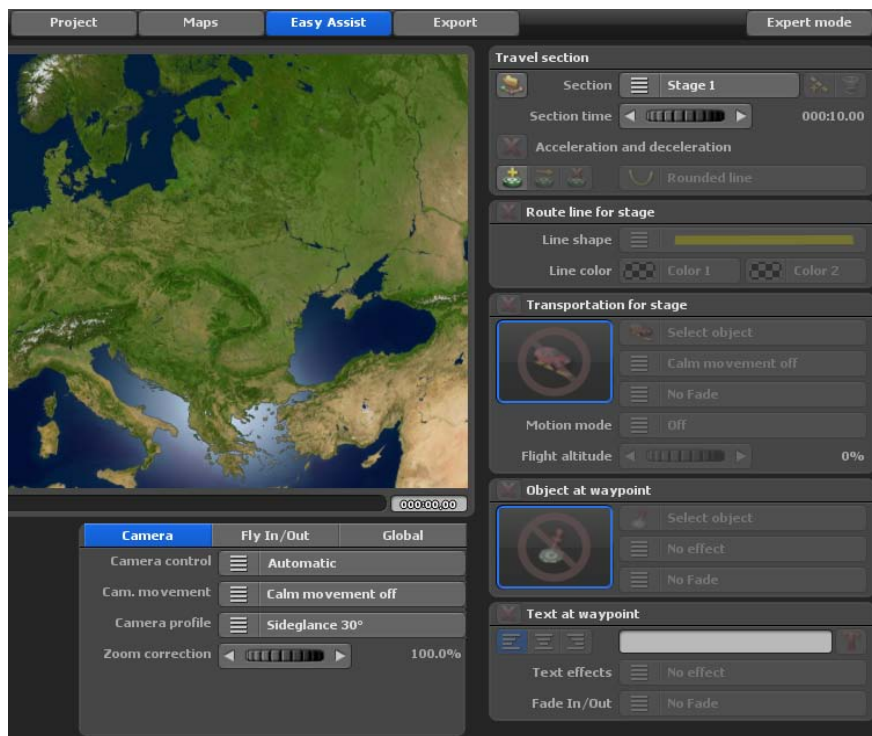 Project Maps Easy Assist Export Expert mode
Travel section
Section Stage 1
Section time 000:10.00
Acceleration and deceleration
Rounded line
Route line for stage
Line shape
Line color Color 1 Color 2
Transportation for stage
Select object
Calm movement off
No Fade
Motion mode Off
Flight altitude 0%
Object at waypoint
Select object
No effect
No Fade
Text at waypoint
Text effects No effect
Fade In/Out No Fade
000:00,00
Camera Fly In/Out Global
Camera control Automatic
Cam. movement Calm movement off
Camera profile Sideglance 30°
Zoom correction 100.0%